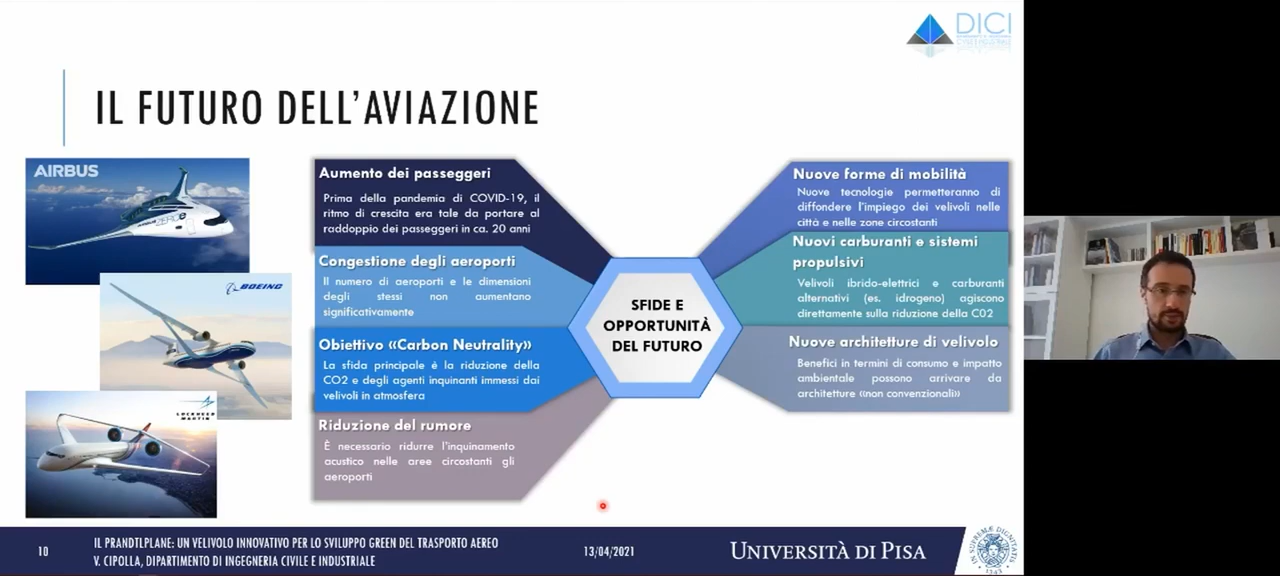 DICI
IL FUTURO DELL'AVIAZIONE
AIRBUS
BOEING
LOCKHEED
MARTIN
Aumento dei passeggeri
Prima della pandemia di COVID-19, il
ritmo di crescita era tale da portare al
raddoppio dei passeggeri in ca. 20 anni
Congestione degli aeroporti
Il numero di aeroporti e le dimensioni
degli stessi non aumentano
significativamente
Obiettivo «Carbon Neutrality»
La sfida principale è la riduzione della
CO2 e degli agenti inquinanti immessi dai
velivoli in atmosfera
Riduzione del rumore
È necessario ridurre l'inquinamento
acustico nelle aree circostanti gli
aeroporti
SFIDE E
OPPORTUNITÀ
DEL FUTURO
Nuove forme di mobilità
Nuove tecnologie permetteranno di
diffondere l'impiego dei velivoli nelle
città e nelle zone circostanti
Nuovi carburanti e sistemi
propulsivi
Velivoli ibrido-elettrici e carburanti
alternativi (es. idrogeno) agiscono
direttamente sulla riduzione della C02
Nuove architetture di velivolo
Benefici in termini di consumo e impatto
ambientale possono arrivare da
architetture «non convenzionali»
10
IL PRANDTLPLANE: UN VELIVOLO INNOVATIVO PER LO SVILUPPO GREEN DEL TRASPORTO AEREO
V. CIPOLLA, DIPARTIMENTO DI INGEGNERIA CIVILE E INDUSTRIALE
13/04/2021
UNIVERSITÀ DI PISA